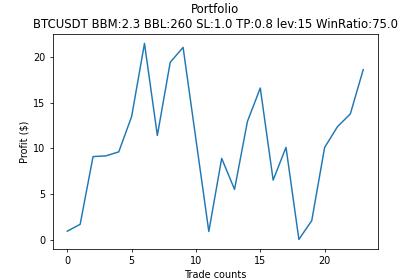 Portfolio
BTCUSDT BBM:2.3 BBL:260 SL:1.0 TP:0.8 lev:15 WinRatio:75.0
Profit ($)
20
15
10
5
0
0 5 10 15 20
Trade counts